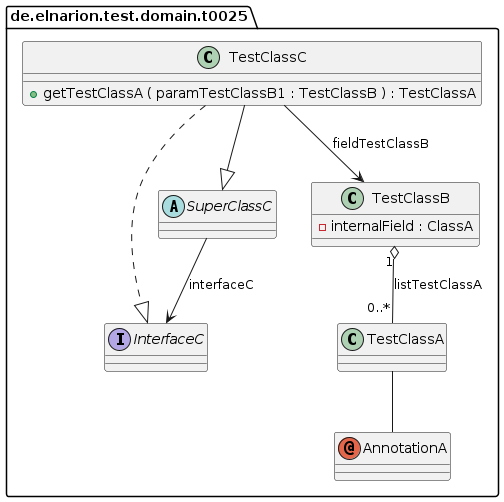 de.elnarion.test.domain.t0025
C TestClassC
getTestClassA ( paramTestClassB1 : TestClassB ) : TestClassA
fieldTestClassB
A SuperClassC
C TestClassB
internalField : ClassA
1
interfaceC
listTestClassA
0..*
I InterfaceC
C TestClassA
@ AnnotationA